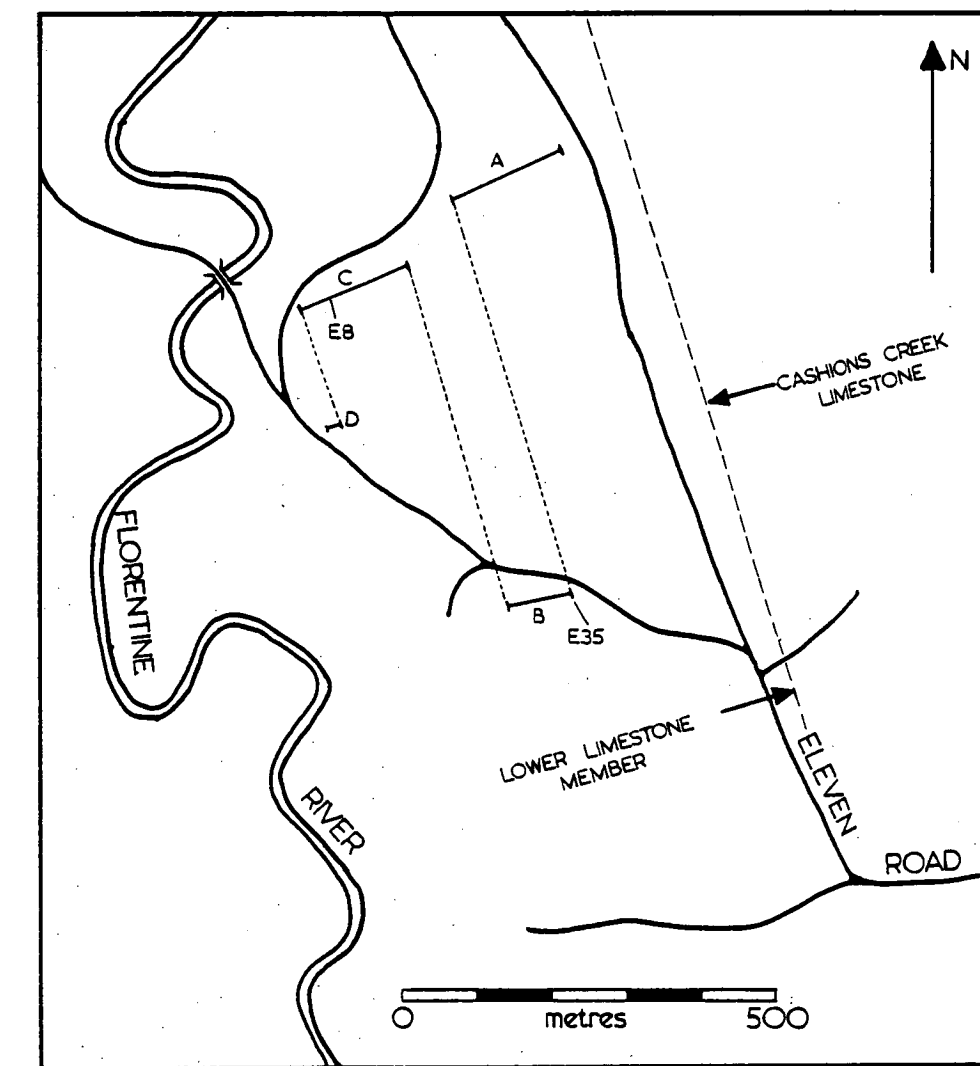 N
A
C
E8
CASHIONS CREEK
LIMESTONE
D
FLORENTINE
B
E35
LOWER LIMESTONE
MEMBER
ELEVEN
RIVER
ROAD
0 metres 500